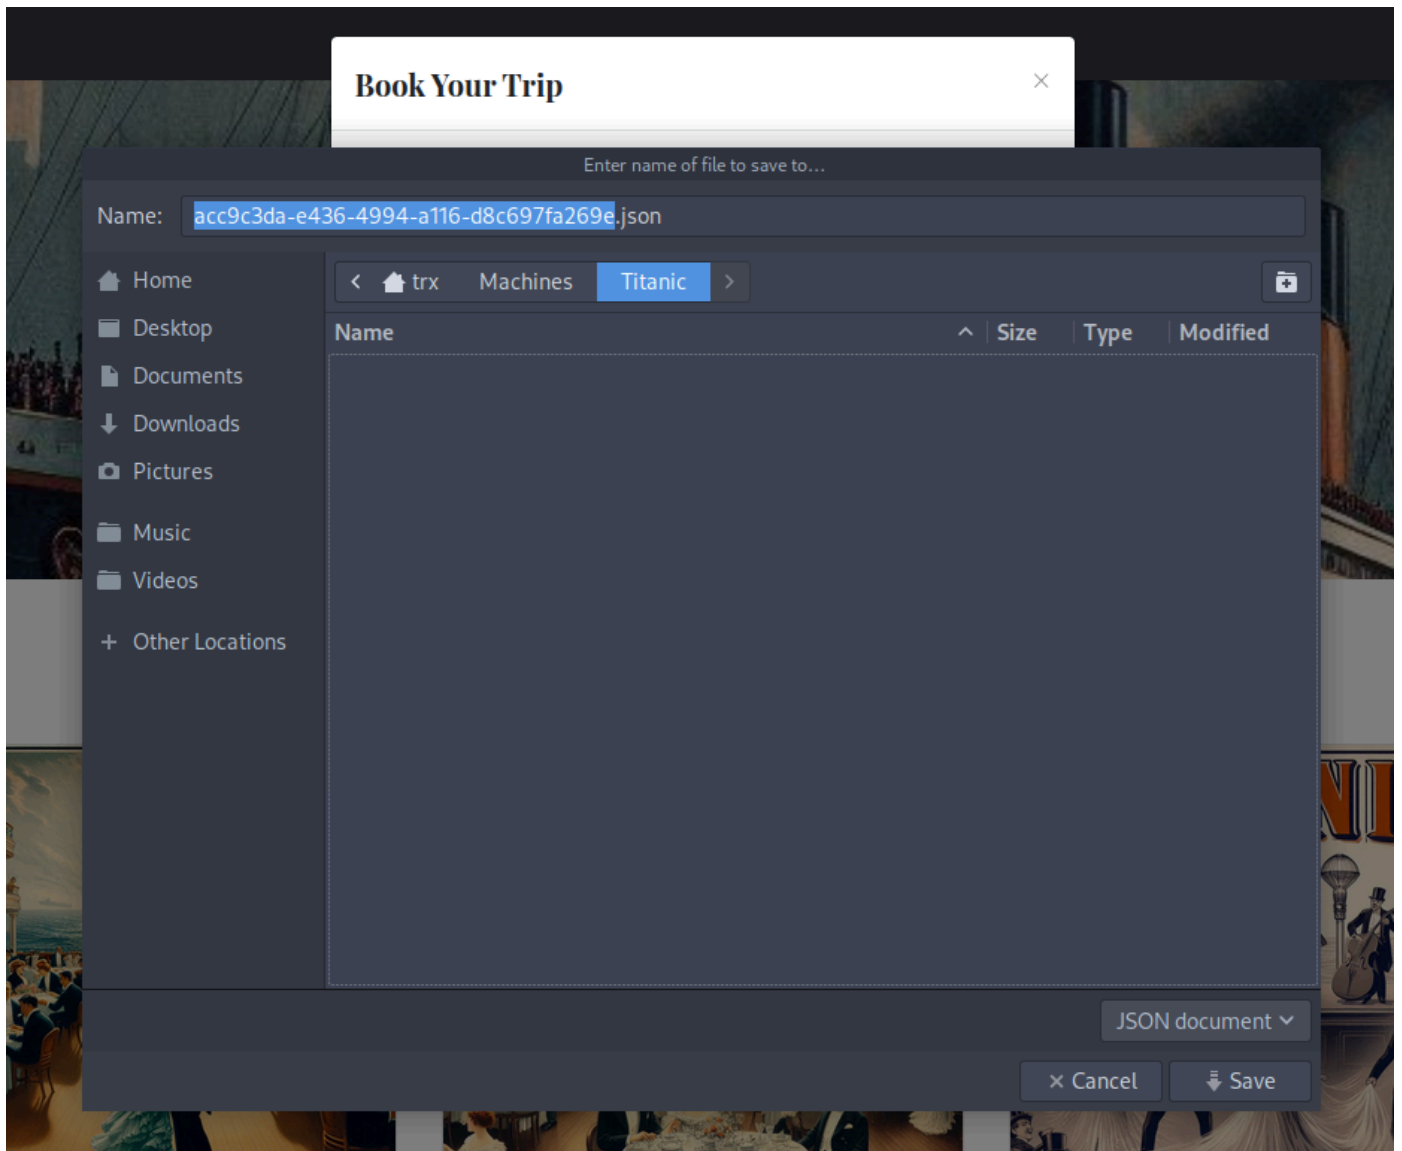 Book Your Trip
Enter name of file to save to...
Name: acc9c3da-e436-4994-a116-d8c697fa269e.json
Home
Desktop
Documents
Downloads
Pictures
Music
Videos
Other Locations
trx Machines Titanic
Name Size Type Modified
NI
JSON document
Cancel Save